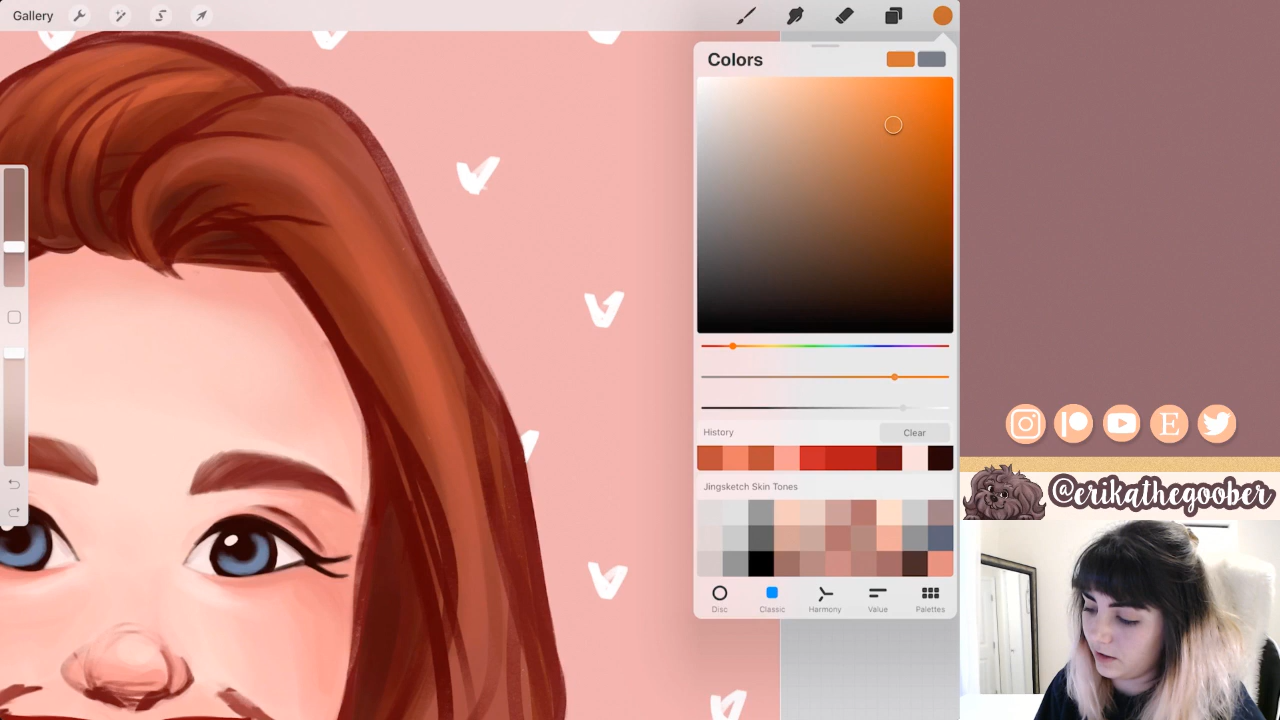 Gallery
Colors
History
Clear
Jingsketch Skin Tones
Disc
Classic
Harmony
Value
Palettes
E
@erikathegoober